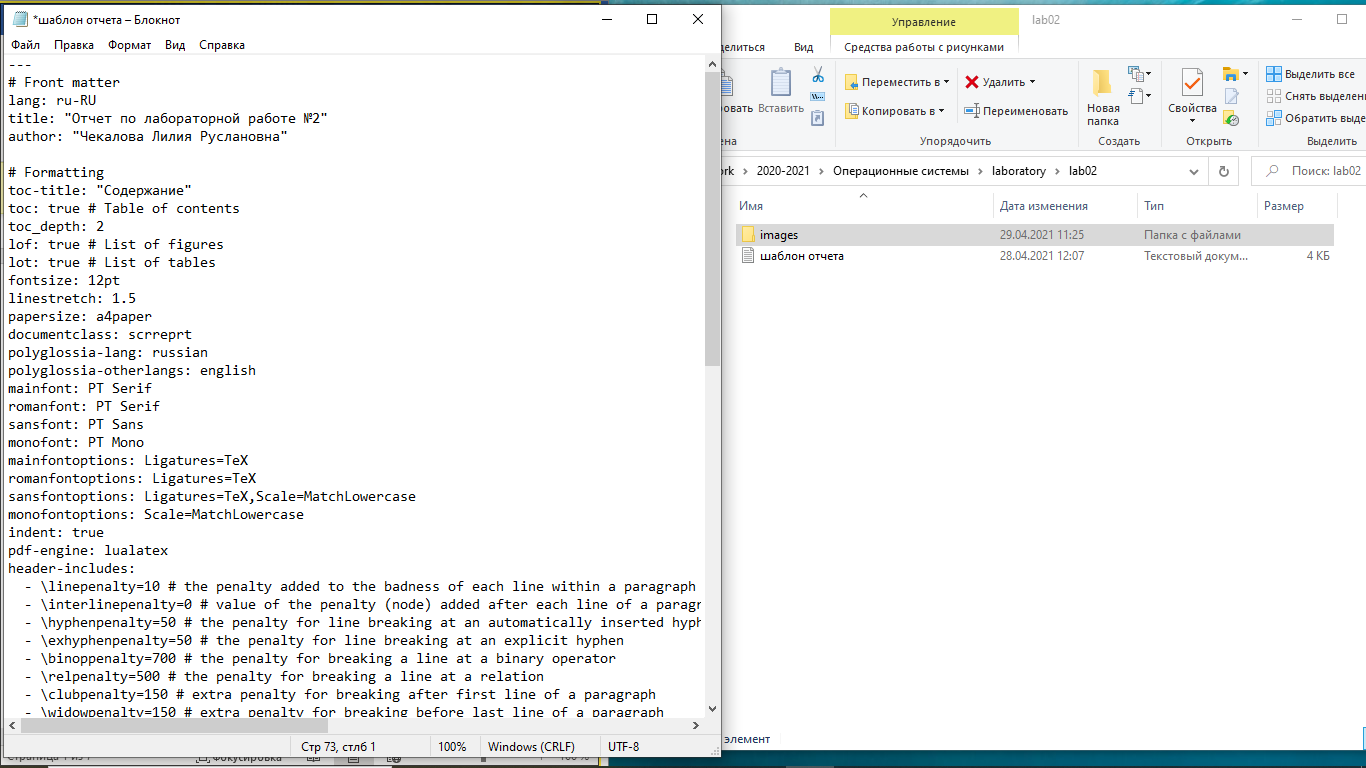 *шаблон отчета – Блокнот
Файл Правка Формат Вид Справка
---
# Front matter
lang: ru-RU
title: "Отчет по лабораторной работе №2"
author: "Чекалова Лилия Руслановна"
# Formatting
toc-title: "Содержание"
toc: true # Table of contents
toc_depth: 2
lof: true # List of figures
lot: true # List of tables
fontsize: 12pt
linestretch: 1.5
papersize: a4paper
documentclass: scrreprt
polyglossia-lang: russian
polyglossia-otherlangs: english
mainfont: PT Serif
romanfont: PT Serif
sansfont: PT Sans
monofont: PT Mono
mainfontoptions: Ligatures=TeX
romanfontoptions: Ligatures=TeX
sansfontoptions: Ligatures=TeX,Scale=MatchLowercase
monofontoptions: Scale=MatchLowercase
indent: true
pdf-engine: lualatex
header-includes:
- \linepenalty=10 # the penalty added to the badness of each line within a paragraph
- \interlinepenalty=0 # value of the penalty (node) added after each line of a paragr
- \hyphenpenalty=50 # the penalty for line breaking at an automatically inserted hyph
- \exhyphenpenalty=50 # the penalty for line breaking at an explicit hyphen
- \binoppenalty=700 # the penalty for breaking a line at a binary operator
- \relpenalty=500 # the penalty for breaking a line at a relation
- \clubpenalty=150 # extra penalty for breaking after first line of a paragraph
- \widowpenalty=150 # extra penalty for breaking before last line of a paragraph
Стр 73, стлб 1 100% Windows (CRLF) UTF-8
Управление lab02
делиться Вид Средства работы с рисунками
Вставить
Переместить в Удалить
Копировать в Переименовать
Упорядочить
Новая
папка
Создать
Свойства
Открыть
Выделить все
Снять выделен
Обратить выде
Выделить
rk 2020-2021 Операционные системы laboratory lab02
Поиск: lab02
Имя Дата изменения Тип Размер
images 29.04.2021 11:25 Папка с файлами
шаблон отчета 28.04.2021 12:07 Текстовый докум... 4 КБ
элемент